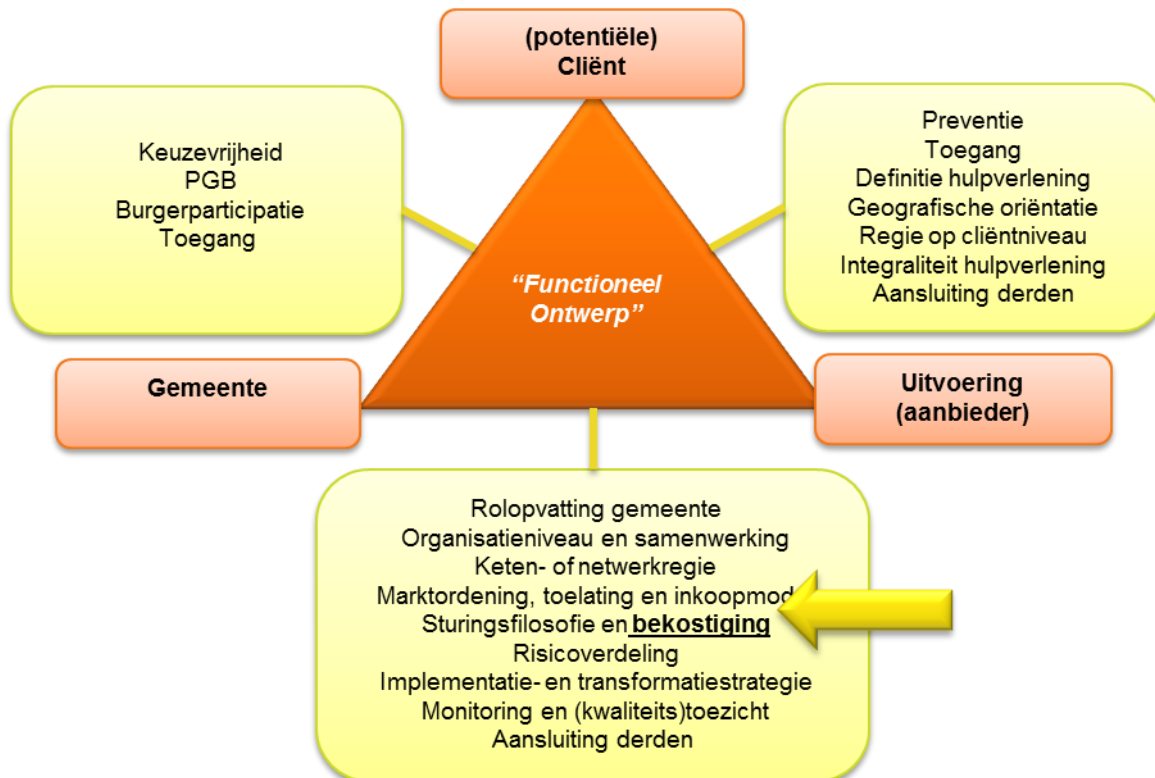 (potentiële)
Cliënt
Keuzevrijheid
PGB
Burgerparticipatie
Toegang
Preventie
Toegang
Definitie hulpverlening
Geografische oriëntatie
Regie op cliëntniveau
Integraliteit hulpverlening
Aansluiting derden
“Functioneel
Ontwerp”
Gemeente
Uitvoering
(aanbieder)
Rolopvatting gemeente
Organisatieniveau en samenwerking
Keten- of netwerkregie
Marktordening, toelating en inkoopmod
Sturingsfilosofie en bekostiging
Risicoverdeling
Implementatie- en transformatiestrategie
Monitoring en (kwaliteits)toezicht
Aansluiting derden